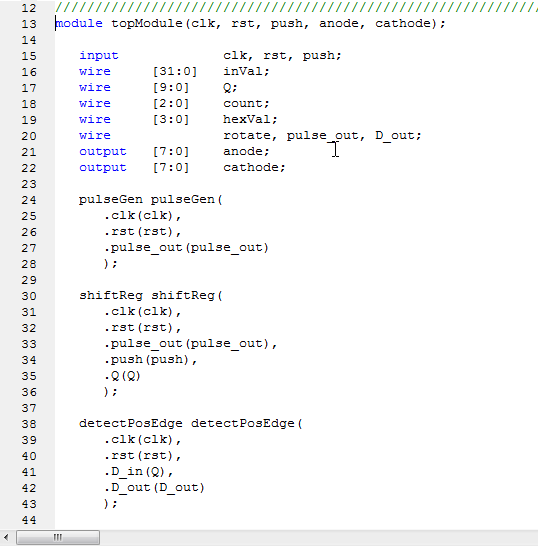 12 ////////////////////////////////////////////////////////////
13 module topModule(clk, rst, push, anode, cathode);
14
15 input clk, rst, push;
16 wire [31:0] inVal;
17 wire [9:0] Q;
18 wire [2:0] count;
19 wire [3:0] hexVal;
20 wire rotate, pulse_out, D_out;
21 output [7:0] anode;
22 output [7:0] cathode;
23
24 pulseGen pulseGen(
25 .clk(clk),
26 .rst(rst),
27 .pulse_out(pulse_out)
28 );
29
30 shiftReg shiftReg(
31 .clk(clk),
32 .rst(rst),
33 .pulse_out(pulse_out),
34 .push(push),
35 .Q(Q)
36 );
37
38 detectPosEdge detectPosEdge(
39 .clk(clk),
40 .rst(rst),
41 .D_in(Q),
42 .D_out(D_out)
43 );
44